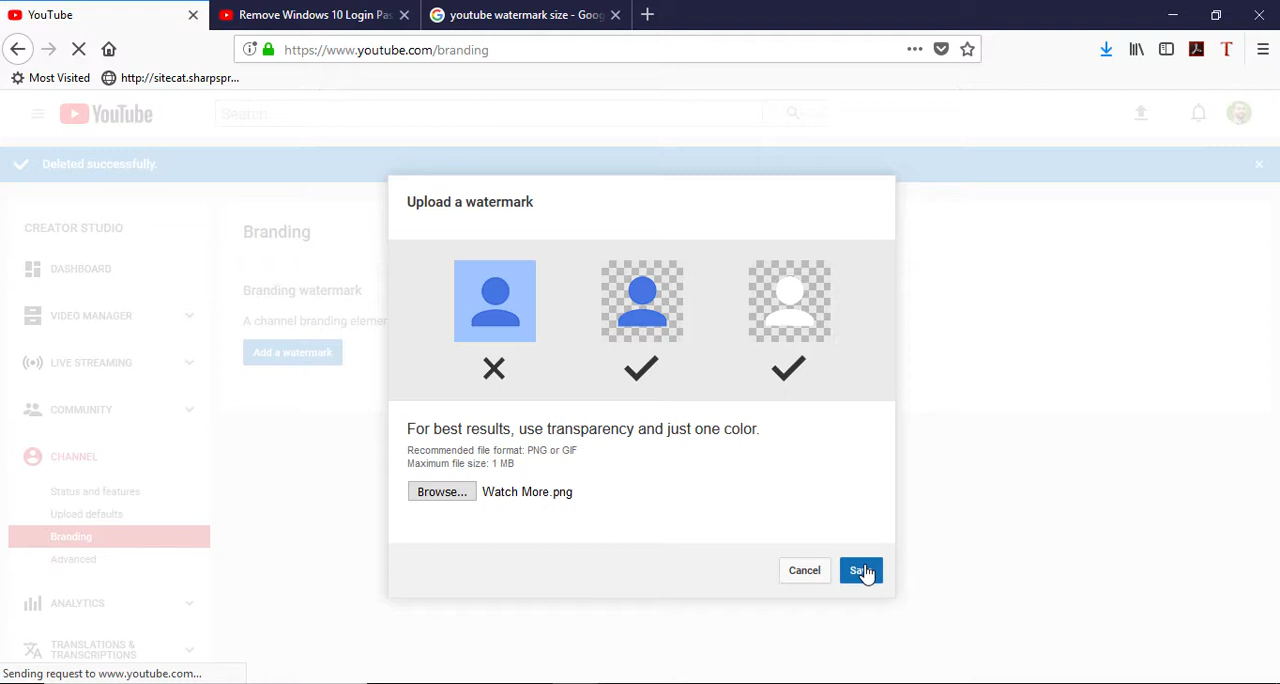 YouTube
Remove Windows 10 Login Pas
youtube watermark size - Goog
https://www.youtube.com/branding
Most Visited
http://sitecat.sharpspr...
YouTube
Search
Deleted successfully.
Upload a watermark
CREATOR STUDIO
Branding
DASHBOARD
Branding watermark
VIDEO MANAGER
A channel branding elemen
Add a watermark
LIVE STREAMING
COMMUNITY
For best results, use transparency and just one color.
Recommended file format: PNG or GIF
Maximum file size: 1 MB
CHANNEL
Browse... Watch More.png
Status and features
Upload defaults
Branding
Advanced
Cancel
ANALYTICS
TRANSLATIONS &
TRANSCRIPTIONS
Sending request to www.youtube.com...